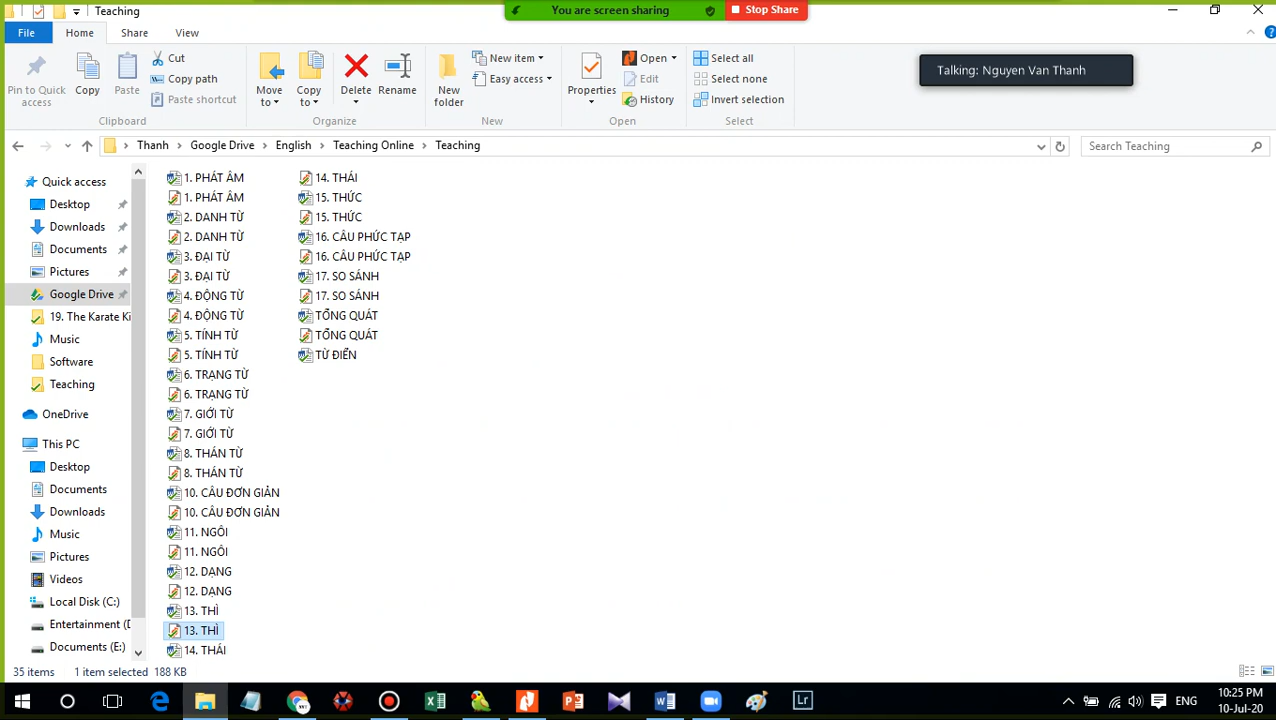 Teaching
You are screen sharing
Stop Share
File
Home
Share
View
Talking: Nguyen Van Thanh
Pin to Quick access
Copy
Paste
Cut
Copy path
Paste shortcut
Clipboard
Move to
Copy to
Delete
Rename
Organize
New folder
New item
Easy access
New
Properties
Open
Edit
History
Open
Select all
Select none
Invert selection
Select
Thanh
Google Drive
English
Teaching Online
Teaching
Search Teaching
Quick access
Desktop
Downloads
Documents
Pictures
Google Drive
19. The Karate Ki
Music
Software
Teaching
OneDrive
This PC
Desktop
Documents
Downloads
Music
Pictures
Videos
Local Disk (C:)
Entertainment (D
Documents (E:)
1. PHÁT ÂM
1. PHÁT ÂM
2. DANH TỪ
2. DANH TỪ
3. ĐẠI TỪ
3. ĐẠI TỪ
4. ĐỘNG TỪ
4. ĐỘNG TỪ
5. TÍNH TỪ
5. TÍNH TỪ
6. TRẠNG TỪ
6. TRẠNG TỪ
7. GIỚI TỪ
7. GIỚI TỪ
8. THÁN TỪ
8. THÁN TỪ
10. CÂU ĐƠN GIẢN
10. CÂU ĐƠN GIẢN
11. NGÔI
11. NGÔI
12. DẠNG
12. DẠNG
13. THÌ
13. THÌ
14. THÁI
14. THÁI
15. THỨC
15. THỨC
16. CÂU PHỨC TẠP
16. CÂU PHỨC TẠP
17. SO SÁNH
17. SO SÁNH
TỔNG QUÁT
TỔNG QUÁT
TỪ ĐIỂN
35 items
1 item selected 188 KB
Lr
ENG
10:25 PM
10-Jul-20